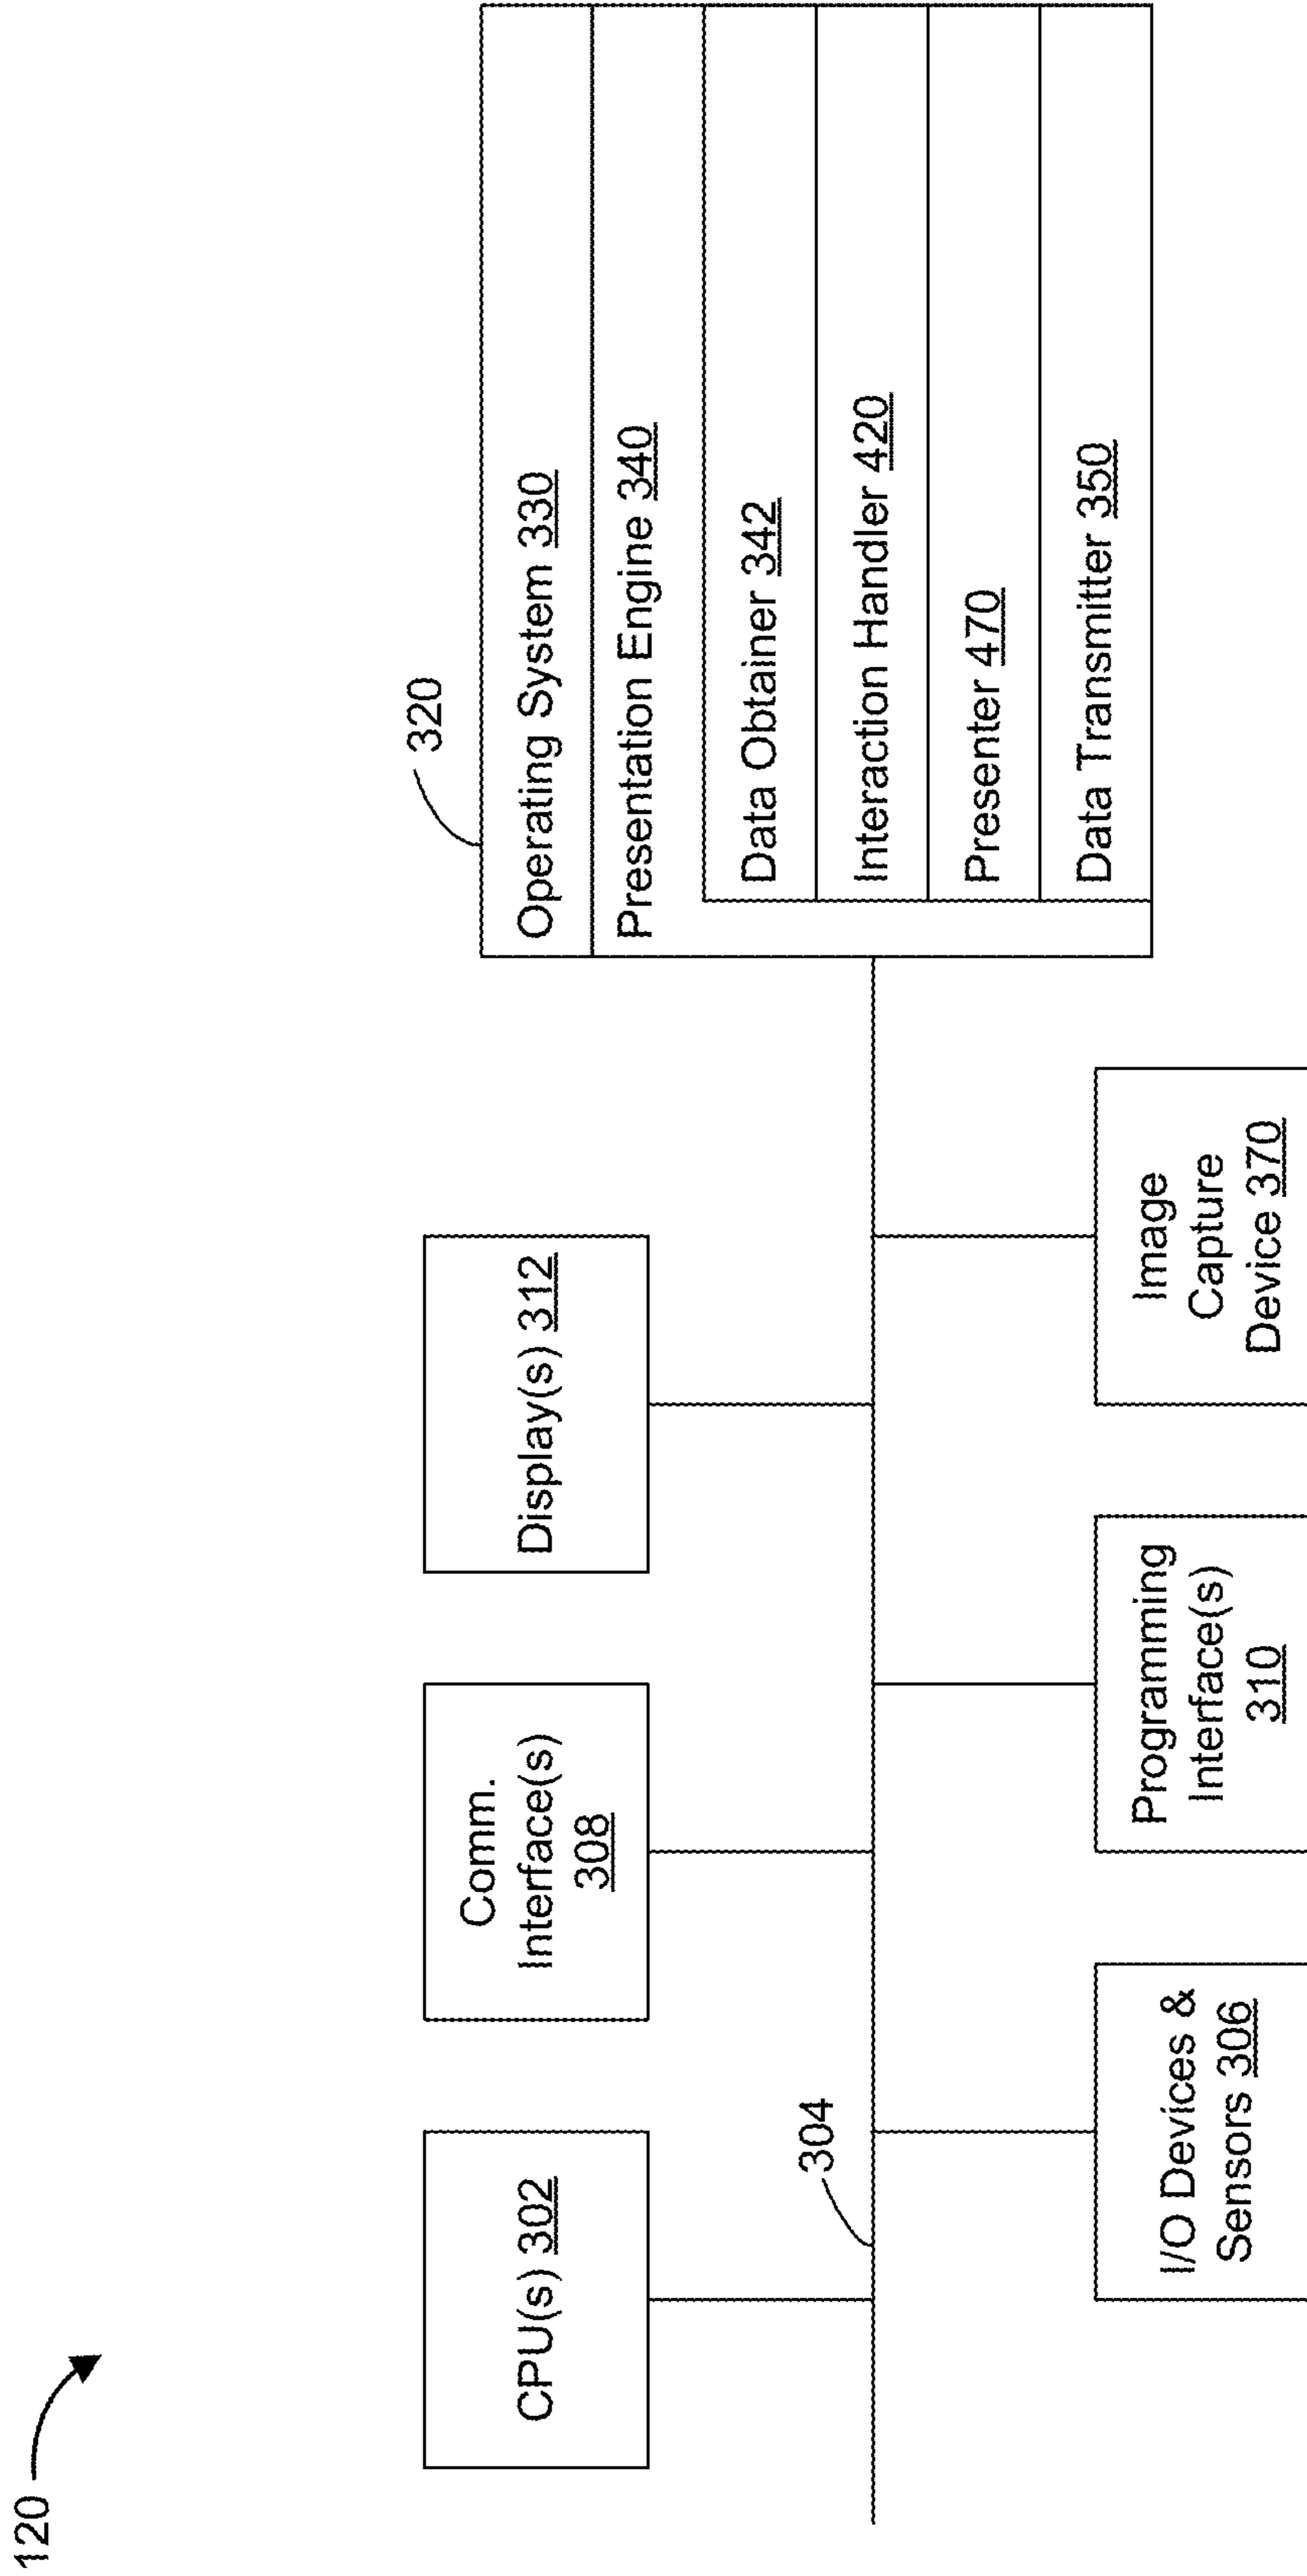 120
320
Operating System 330
Presentation Engine 340
Data Obtainer 342
Interaction Handler 420
Presenter 470
Data Transmitter 350
CPU(s) 302
Comm.
Interface(s)
308
Display(s) 312
304
I/O Devices &
Sensors 306
Programming
Interface(s)
310
Image
Capture
Device 370